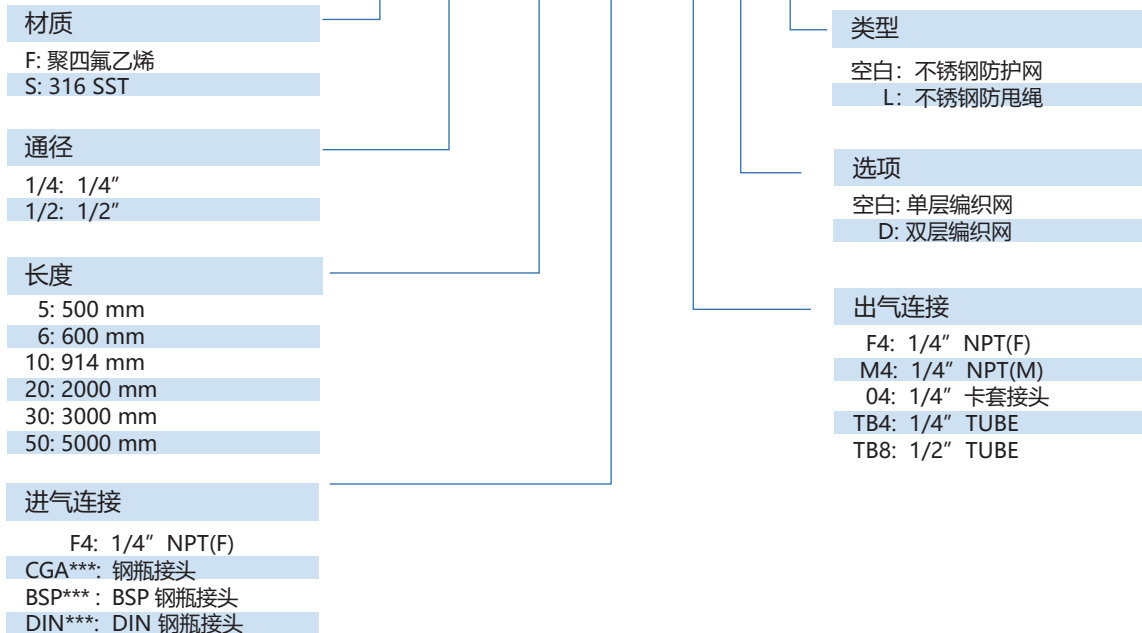 材质
F: 聚四氟乙烯
S: 316 SST
通径
1/4: 1/4″
1/2: 1/2″
长度
5: 500 mm
6: 600 mm
10: 914 mm
20: 2000 mm
30: 3000 mm
50: 5000 mm
进气连接
F4: 1/4″ NPT(F)
CGA***: 钢瓶接头
BSP*** : BSP 钢瓶接头
DIN***: DIN 钢瓶接头
类型
空白: 不锈钢防护网
L: 不锈钢防甩绳
选项
空白: 单层编织网
D: 双层编织网
出气连接
F4: 1/4″ NPT(F)
M4: 1/4″ NPT(M)
04: 1/4″ 卡套接头
TB4: 1/4″ TUBE
TB8: 1/2″ TUBE